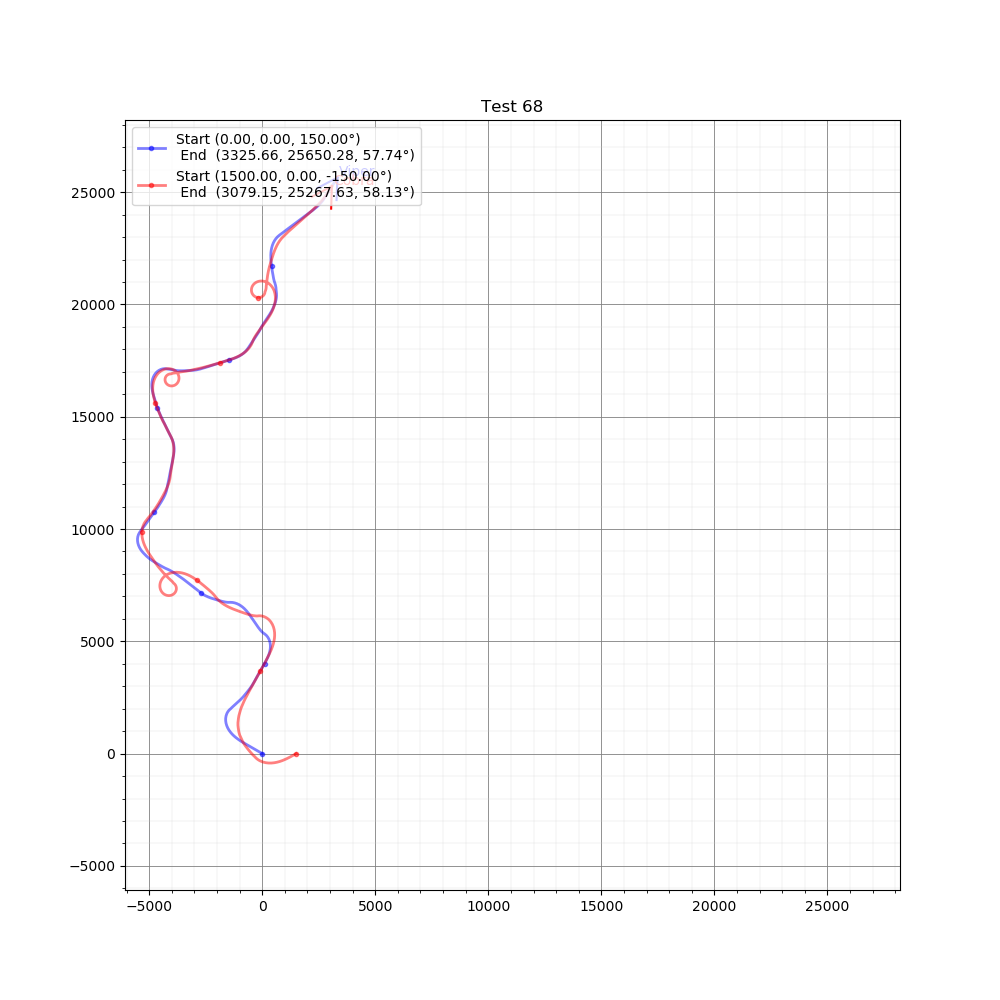 Test 68
Start (0.00, 0.00, 150.00°)
End (3325.66, 25650.28, 57.74°)
Start (1500.00, 0.00, -150.00°)
End (3079.15, 25267.63, 58.13°)
25000
20000
15000
10000
5000
0
−5000
−5000 0 5000 10000 15000 20000 25000